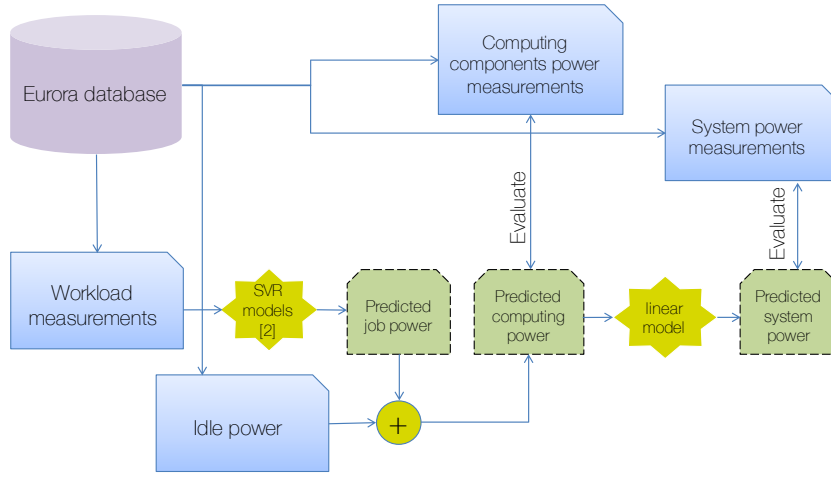 Eurora database
Computing
components power
measurements
System power
measurements
Evaluate
Evaluate
Workload
measurements
SVR
models
[2]
Predicted
job power
Predicted
computing
power
linear
model
Predicted
system
power
Idle power
+